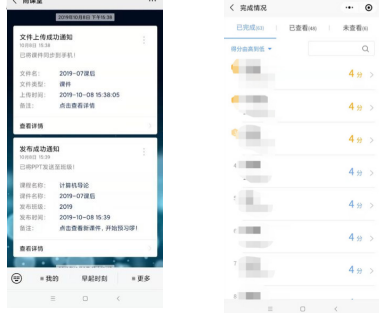 雨课堂
2019年10月8日 下午15:38
文件上传成功通知
10月8日 15:38
已将课件同步到手机!
文件名: 2019-07课后
文件类型: 课件
上传时间: 2019-10-08 15:38:05
备注: 点击查看详情
查看详情
发布成功通知
10月8日 15:39
已将PPT发送至班级!
课程名称: 计算机导论
课件名称: 2019-07课后
发布班级: 2019
发布时间: 2019-10-08 15:39
备注: 点击查看新课件,开始预习吧!
查看详情
≡我的 早起时刻 ≡更多
完成情况
已完成(83) 已查看(48) 未查看(6)
得分由高到低
4分
4分
4分
4 4分
4分
6 4分
7 4分
8